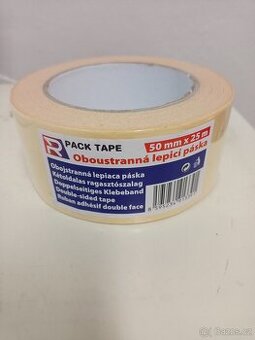 PACK TAPE
50 mm x 25 m
Oboustranná lepicí páska
Obojstranná lepiaca páska
Kétoldalas ragasztószalag
Doppelseitiges Klebeband
Double-sided tape
Ruban adhésif double face